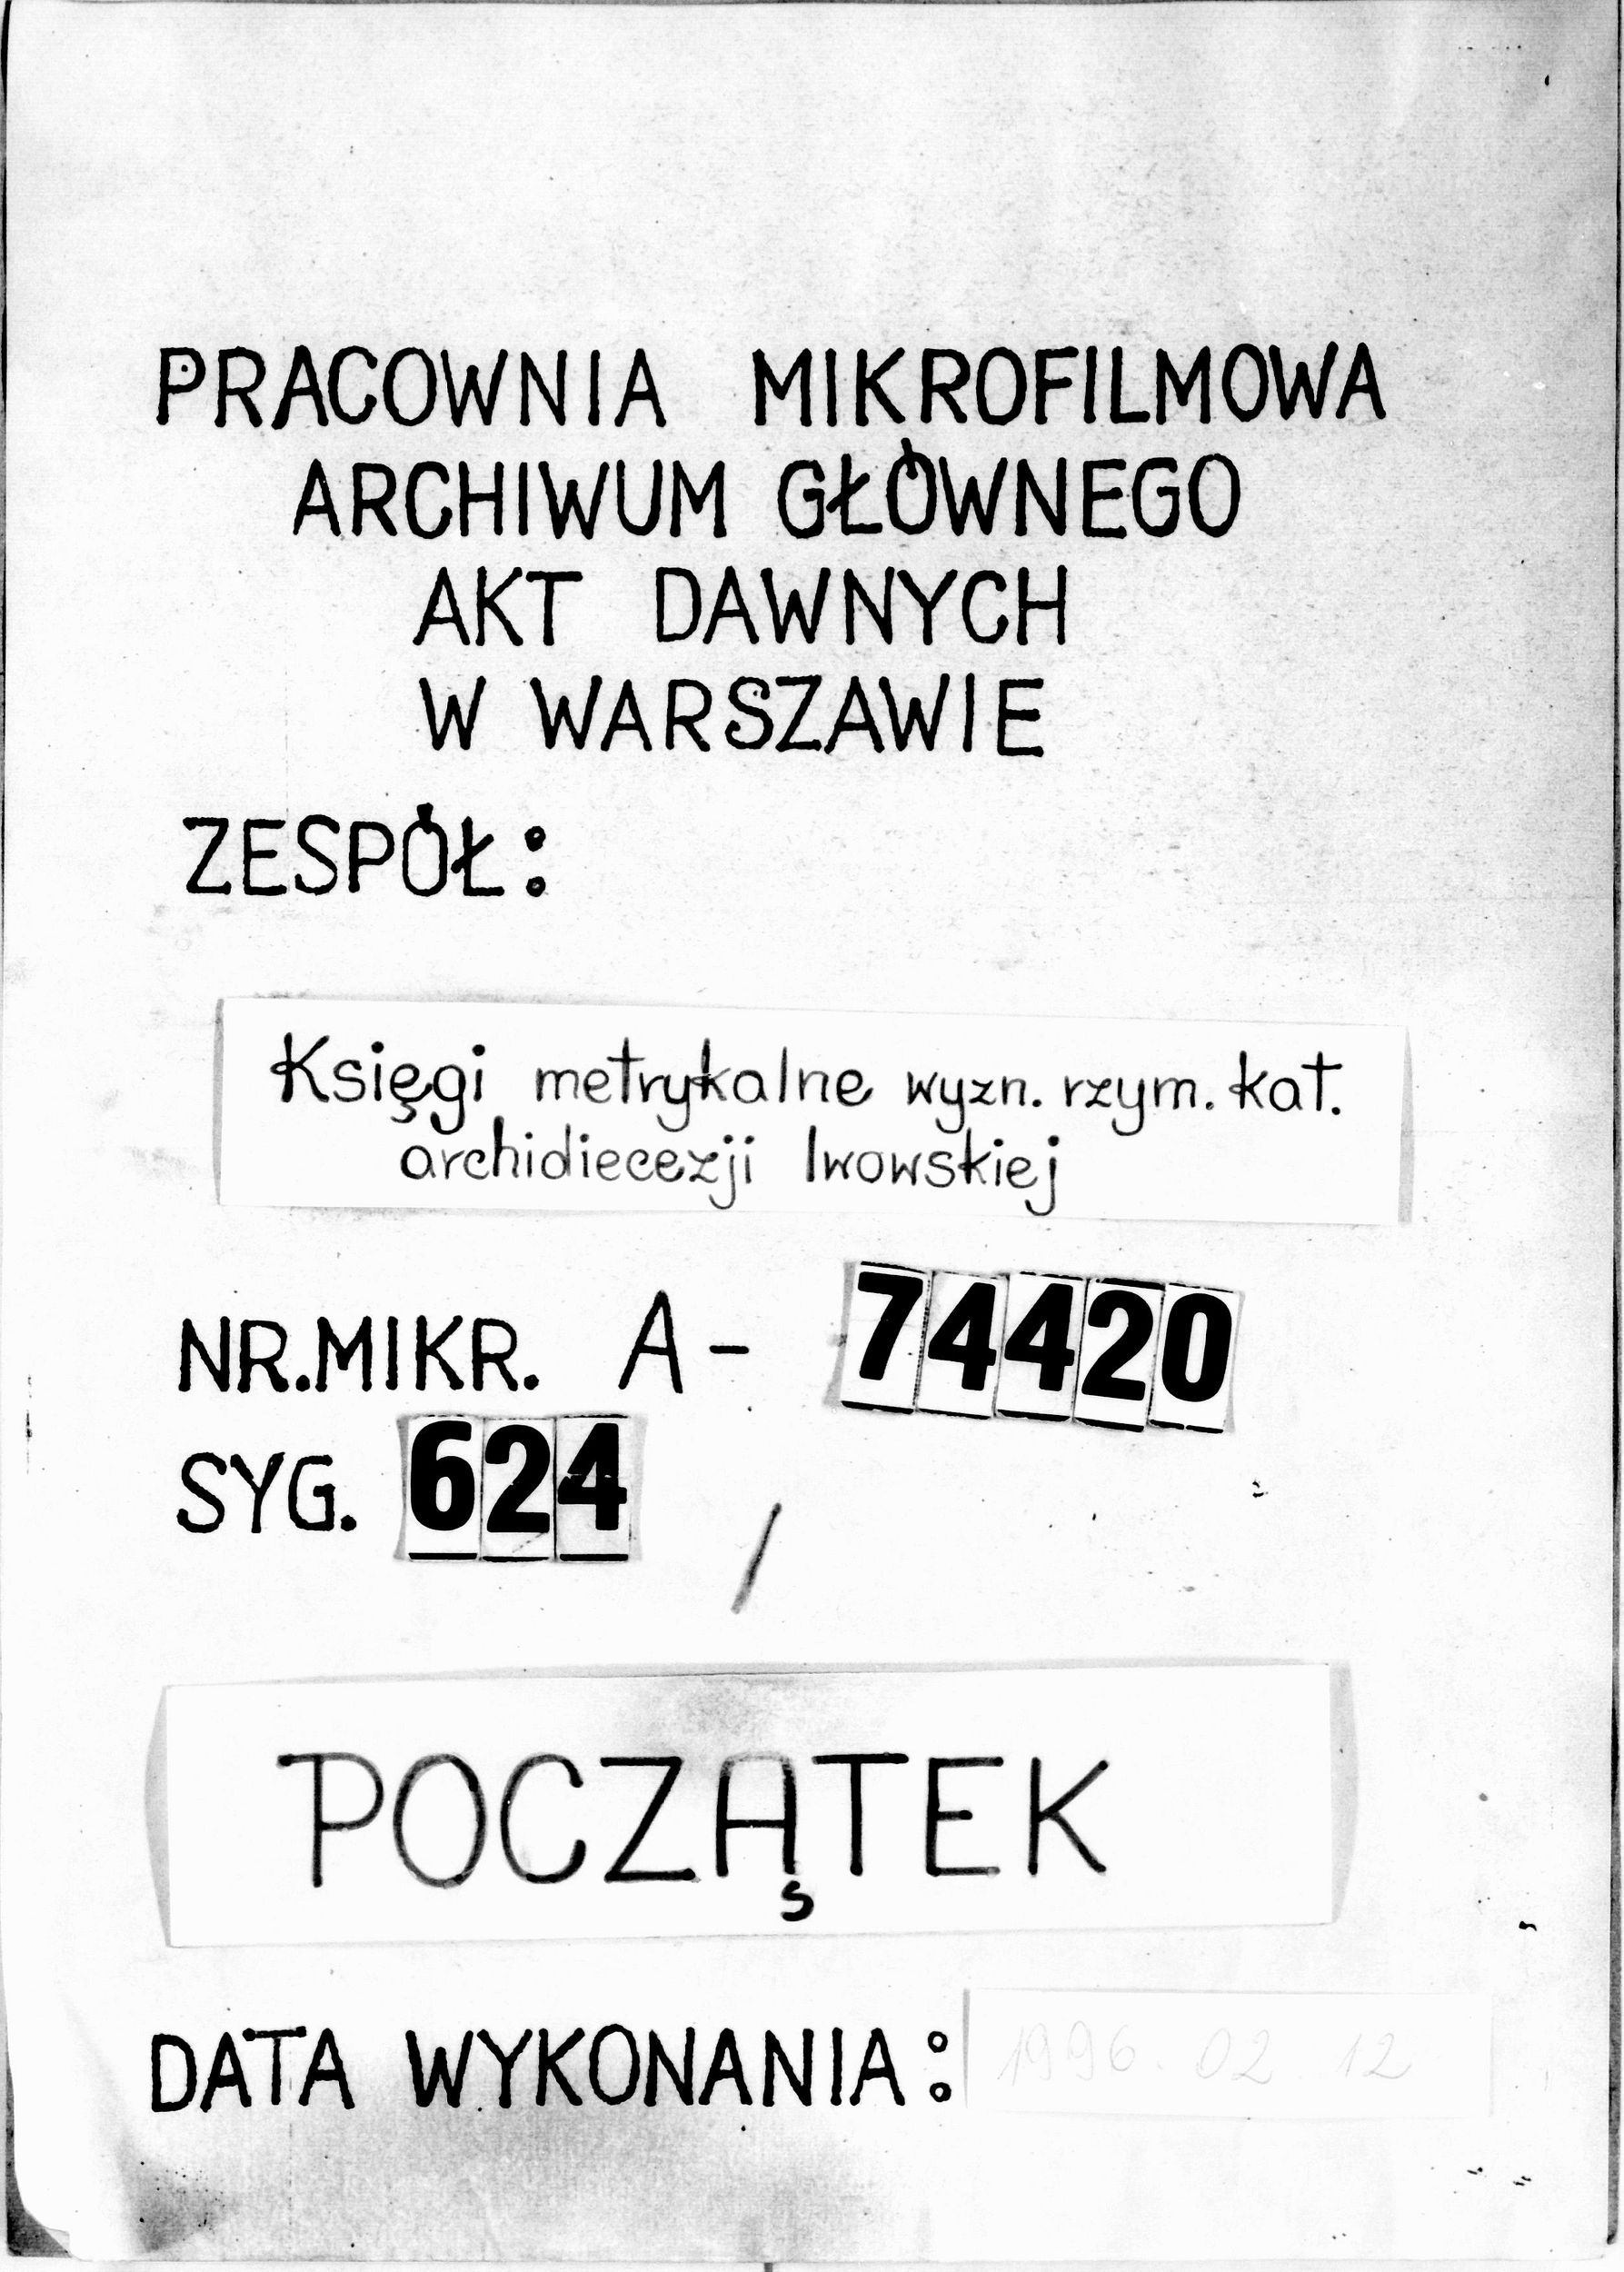 PRACOWNIA MIKROFILMOWA
ARCHIWUM GŁÓWNEGO
AKT DAWNYCH
W WARSZAWIE
ZESPÓŁ:
Księgi metrykalne wyzn. rzym. kat.
archidiecezji lwowskiej
NR.MIKR. A- 74420
SYG. 624 /
POCZĄTEK
DATA WYKONANIA: 1996. 02 12